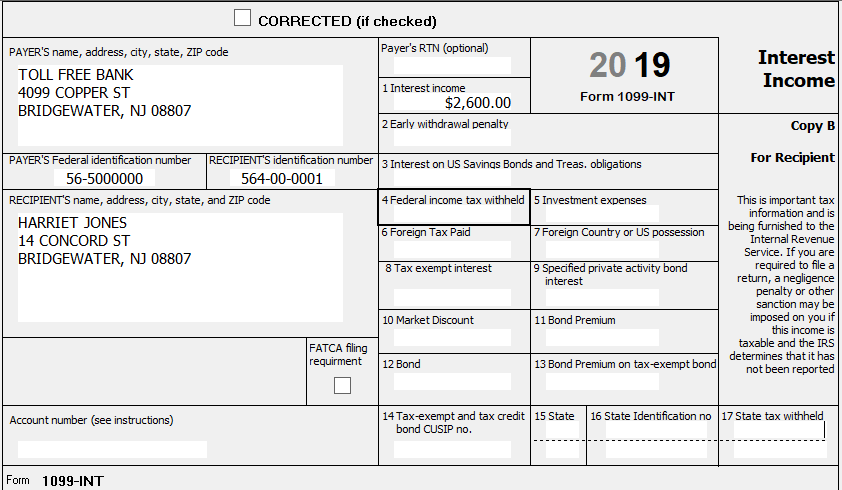 CORRECTED (if checked)
PAYER'S name, address, city, state, ZIP code
TOLL FREE BANK
4099 COPPER ST
BRIDGEWATER, NJ 08807
Payer's RTN (optional)
1 Interest income
$2,600.00
2019
Form 1099-INT
Interest
Income
2 Early withdrawal penalty
Copy B
For Recipient
PAYER'S Federal identification number
56-5000000
RECIPIENT'S identification number
564-00-0001
3 Interest on US Savings Bonds and Treas. obligations
RECIPIENT'S name, address, city, state, and ZIP code
HARRIET JONES
14 CONCORD ST
BRIDGEWATER, NJ 08807
4 Federal income tax withheld
5 Investment expenses
6 Foreign Tax Paid
7 Foreign Country or US possession
8 Tax exempt interest
9 Specified private activity bond
interest
10 Market Discount
11 Bond Premium
12 Bond
13 Bond Premium on tax-exempt bond
This is important tax
information and is
being furnished to the
Internal Revenue
Service. If you are
required to file a
return, a negligence
penalty or other
sanction may be
imposed on you if
this income is
taxable and the IRS
determines that it has
not been reported
FATCA filing
requirment
Account number (see instructions)
14 Tax-exempt and tax credit
bond CUSIP no.
15 State
16 State Identification no
17 State tax withheld
Form 1099-INT